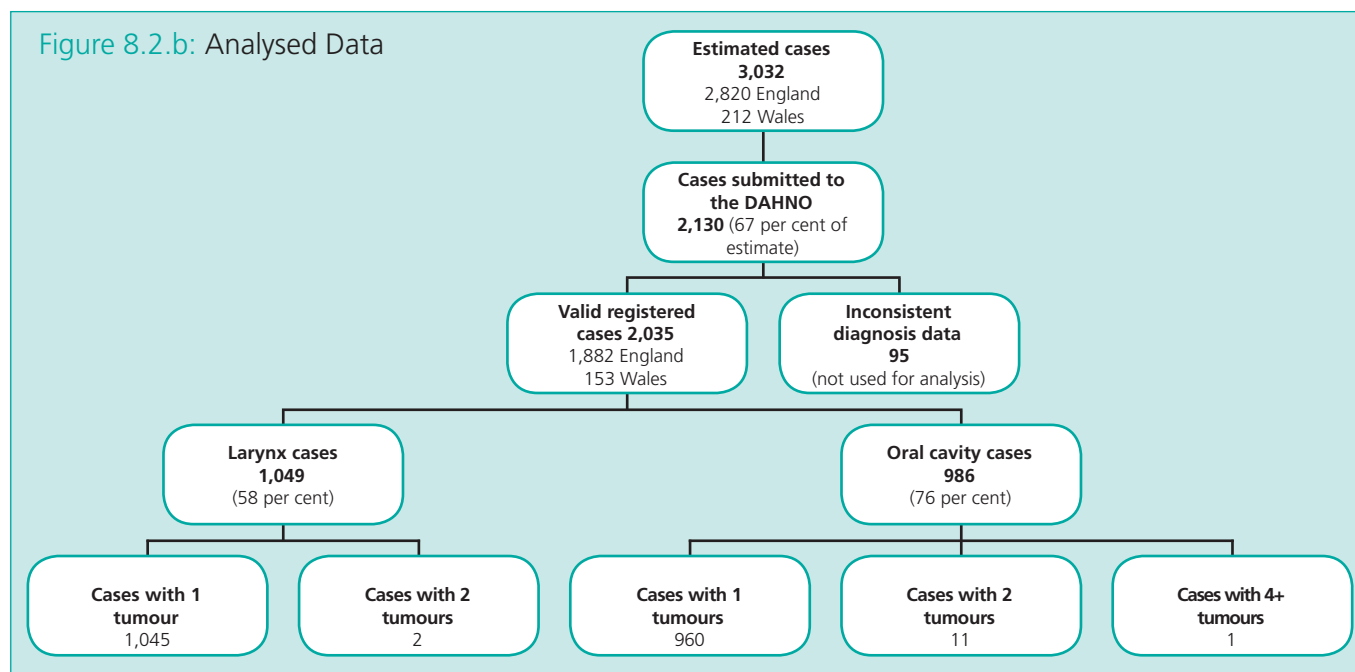 Figure 8.2.b: Analysed Data
Estimated cases
3,032
2,820 England
212 Wales
Cases submitted to
the DAHNO
2,130 (67 per cent of
estimate)
Valid registered
cases 2,035
1,882 England
153 Wales
Inconsistent
diagnosis data
95
(not used for analysis)
Larynx cases
1,049
(58 per cent)
Oral cavity cases
986
(76 per cent)
Cases with 1
tumour
1,045
Cases with 2
tumours
2
Cases with 1
tumours
960
Cases with 2
tumours
11
Cases with 4+
tumours
1